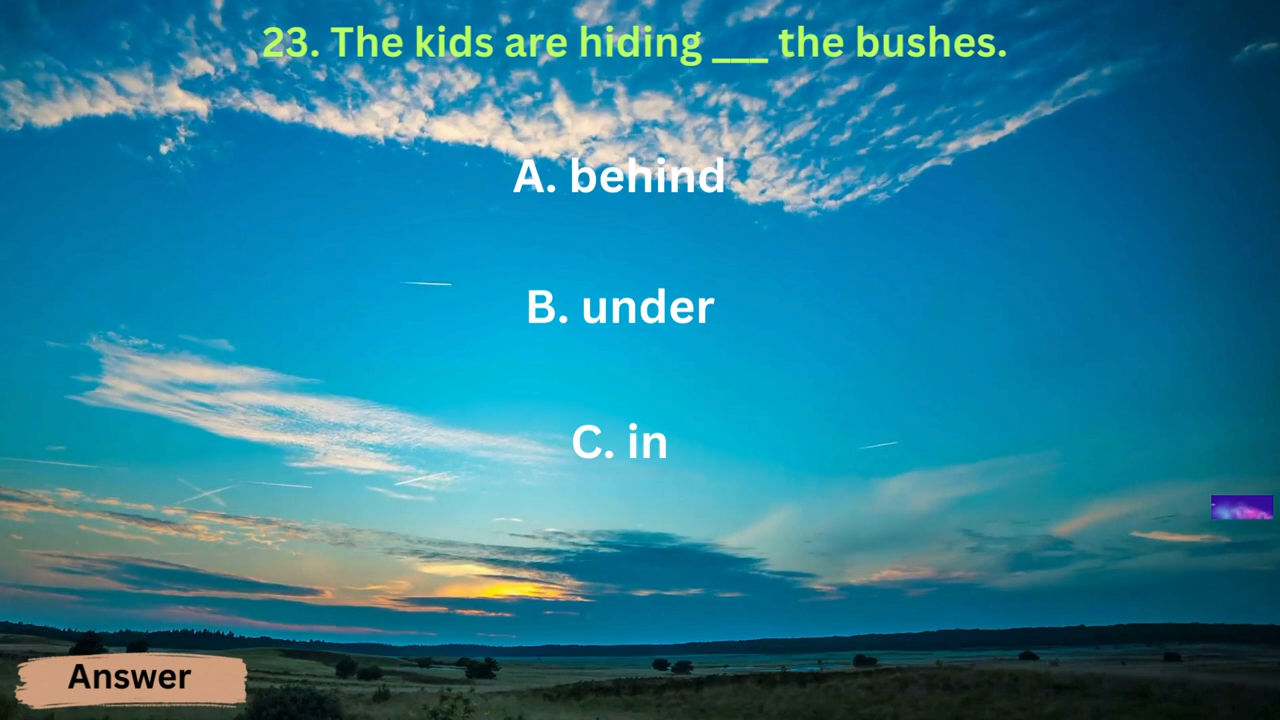 23. The kids are hiding ___ the bushes.
A. behind
B. under
C. in
Answer